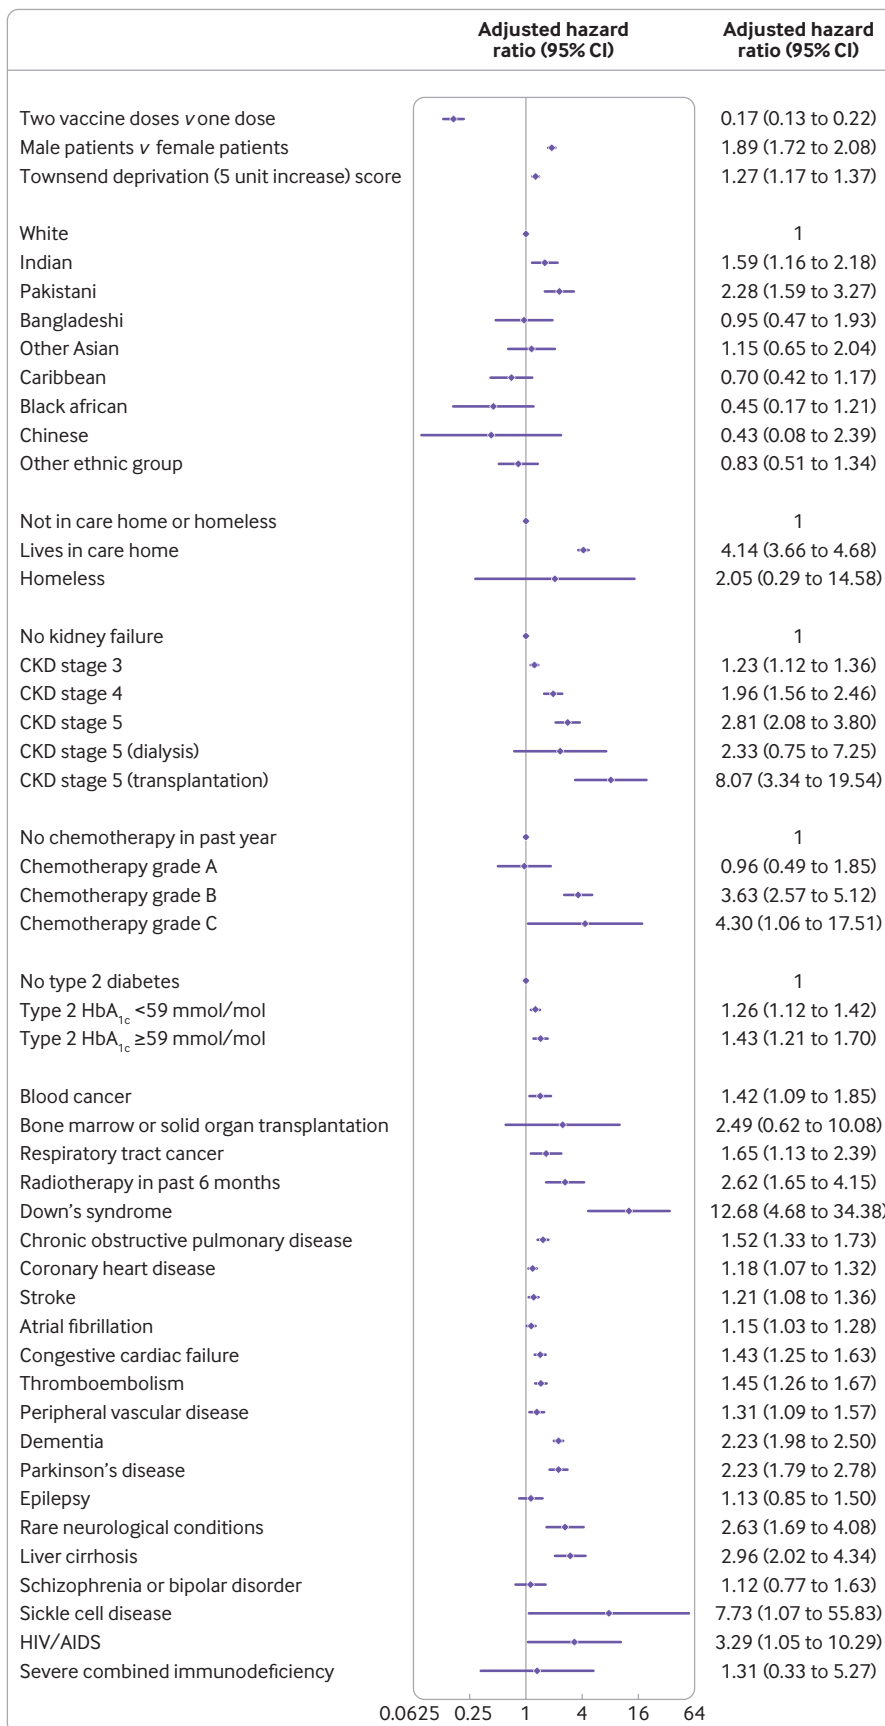 Adjusted hazard ratio (95% CI) Adjusted hazard ratio (95% CI)
Two vaccine doses v one dose 0.17 (0.13 to 0.22)
Male patients v female patients 1.89 (1.72 to 2.08)
Townsend deprivation (5 unit increase) score 1.27 (1.17 to 1.37)
White 1
Indian 1.59 (1.16 to 2.18)
Pakistani 2.28 (1.59 to 3.27)
Bangladeshi 0.95 (0.47 to 1.93)
Other Asian 1.15 (0.65 to 2.04)
Caribbean 0.70 (0.42 to 1.17)
Black african 0.45 (0.17 to 1.21)
Chinese 0.43 (0.08 to 2.39)
Other ethnic group 0.83 (0.51 to 1.34)
Not in care home or homeless 1
Lives in care home 4.14 (3.66 to 4.68)
Homeless 2.05 (0.29 to 14.58)
No kidney failure 1
CKD stage 3 1.23 (1.12 to 1.36)
CKD stage 4 1.96 (1.56 to 2.46)
CKD stage 5 2.81 (2.08 to 3.80)
CKD stage 5 (dialysis) 2.33 (0.75 to 7.25)
CKD stage 5 (transplantation) 8.07 (3.34 to 19.54)
No chemotherapy in past year 1
Chemotherapy grade A 0.96 (0.49 to 1.85)
Chemotherapy grade B 3.63 (2.57 to 5.12)
Chemotherapy grade C 4.30 (1.06 to 17.51)
No type 2 diabetes 1
Type 2 HbA1c <59 mmol/mol 1.26 (1.12 to 1.42)
Type 2 HbA1c ≥59 mmol/mol 1.43 (1.21 to 1.70)
Blood cancer 1.42 (1.09 to 1.85)
Bone marrow or solid organ transplantation 2.49 (0.62 to 10.08)
Respiratory tract cancer 1.65 (1.13 to 2.39)
Radiotherapy in past 6 months 2.62 (1.65 to 4.15)
Down's syndrome 12.68 (4.68 to 34.38)
Chronic obstructive pulmonary disease 1.52 (1.33 to 1.73)
Coronary heart disease 1.18 (1.07 to 1.32)
Stroke 1.21 (1.08 to 1.36)
Atrial fibrillation 1.15 (1.03 to 1.28)
Congestive cardiac failure 1.43 (1.25 to 1.63)
Thromboembolism 1.45 (1.26 to 1.67)
Peripheral vascular disease 1.31 (1.09 to 1.57)
Dementia 2.23 (1.98 to 2.50)
Parkinson's disease 2.23 (1.79 to 2.78)
Epilepsy 1.13 (0.85 to 1.50)
Rare neurological conditions 2.63 (1.69 to 4.08)
Liver cirrhosis 2.96 (2.02 to 4.34)
Schizophrenia or bipolar disorder 1.12 (0.77 to 1.63)
Sickle cell disease 7.73 (1.07 to 55.83)
HIV/AIDS 3.29 (1.05 to 10.29)
Severe combined immunodeficiency 1.31 (0.33 to 5.27)
0.0625 0.25 1 4 16 64